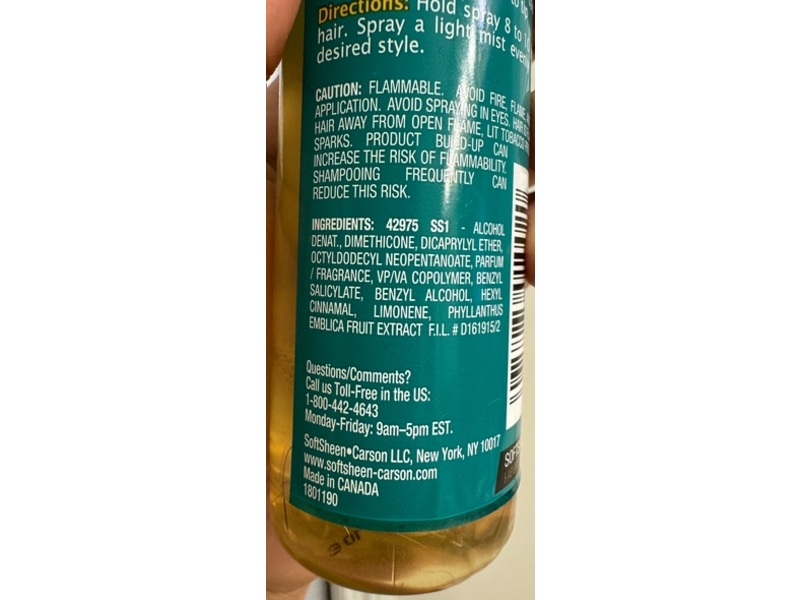 to tip
Directions: Hold spray 8 to
hair. Spray a light mist
desired style.
CAUTION: FLAMMABLE. AVOID FIRE, FLAME,
APPLICATION. AVOID SPRAYING IN EYES. HAIR
HAIR AWAY FROM OPEN FLAME, LIT TOBACCO
SPARKS. PRODUCT BUILD-UP CAN
INCREASE THE RISK OF FLAMMABILITY.
SHAMPOOING FREQUENTLY CAN
REDUCE THIS RISK.
INGREDIENTS: 42975 SS1 - ALCOHOL
DENAT., DIMETHICONE, DICAPRYLYL ETHER,
OCTYLDODECYL NEOPENTANOATE, PARFUM
/ FRAGRANCE, VP/VA COPOLYMER, BENZYL
SALICYLATE, BENZYL ALCOHOL, HEXYL
CINNAMAL, LIMONENE, PHYLLANTHUS
EMBLICA FRUIT EXTRACT F.I.L. # D161915/2
Questions/Comments?
Call us Toll-Free in the US:
1-800-442-4643
Monday-Friday: 9am–5pm EST.
SoftSheen•Carson LLC, New York, NY 10017
www.softsheen-carson.com
Made in CANADA
1801190